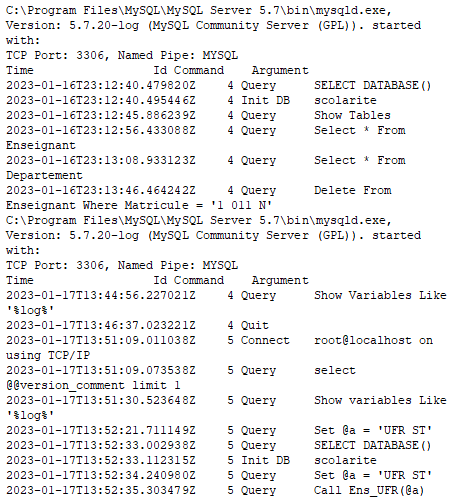 C:\Program Files\MySQL\MySQL Server 5.7\bin\mysqld.exe,
Version: 5.7.20-log (MySQL Community Server (GPL)). started
with:
TCP Port: 3306, Named Pipe: MYSQL
Time                 Id Command    Argument
2023-01-16T23:12:40.479820Z     4 Query     SELECT DATABASE()
2023-01-16T23:12:40.495446Z     4 Init DB   scolarite
2023-01-16T23:12:45.886239Z     4 Query     Show Tables
2023-01-16T23:12:56.433088Z     4 Query     Select * From
Enseignant
2023-01-16T23:13:08.933123Z     4 Query     Select * From
Departement
2023-01-16T23:13:46.464242Z     4 Query     Delete From
Enseignant Where Matricule = '1 011 N'
C:\Program Files\MySQL\MySQL Server 5.7\bin\mysqld.exe,
Version: 5.7.20-log (MySQL Community Server (GPL)). started
with:
TCP Port: 3306, Named Pipe: MYSQL
Time                 Id Command    Argument
2023-01-17T13:44:56.227021Z     4 Query     Show Variables Like
'%log%'
2023-01-17T13:46:37.023221Z     4 Quit
2023-01-17T13:51:09.011038Z     5 Connect   root@localhost on
using TCP/IP
2023-01-17T13:51:09.073538Z     5 Query     select
@@version_comment limit 1
2023-01-17T13:51:30.523648Z     5 Query     Show variables Like
'%log%'
2023-01-17T13:52:21.711149Z     5 Query     Set @a = 'UFR ST'
2023-01-17T13:52:33.002938Z     5 Query     SELECT DATABASE()
2023-01-17T13:52:33.112315Z     5 Init DB   scolarite
2023-01-17T13:52:34.240980Z     5 Query     Set @a = 'UFR ST'
2023-01-17T13:52:35.303479Z     5 Query     Call Ens_UFR(@a)